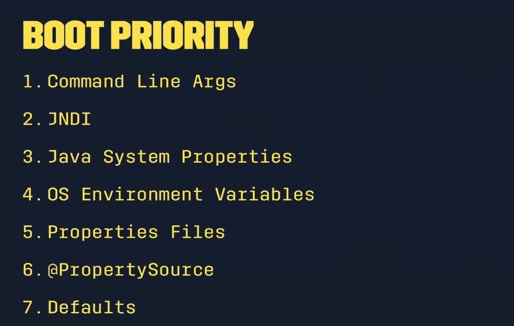 BOOT PRIORITY
1. Command Line Args
2. JNDI
3. Java System Properties
4. OS Environment Variables
5. Properties Files
6. @PropertySource
7. Defaults